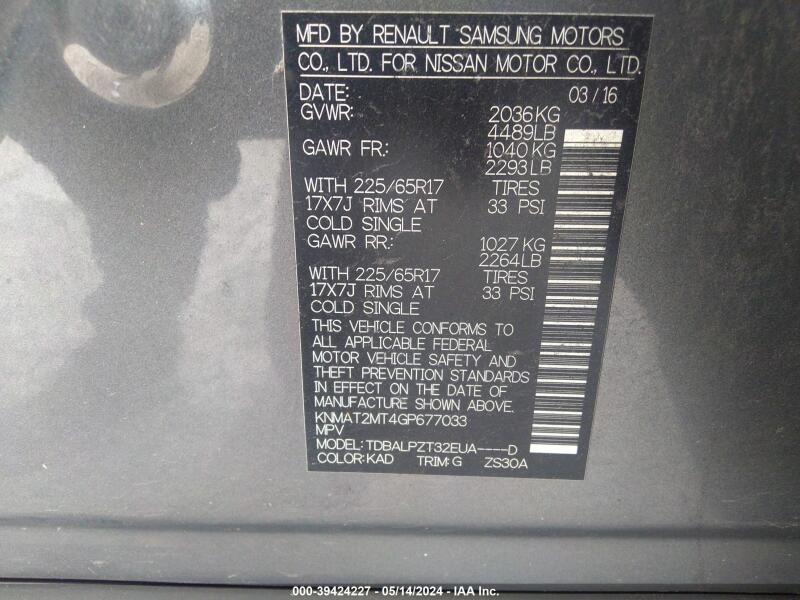 MFD BY RENAULT SAMSUNG MOTORS
CO., LTD. FOR NISSAN MOTOR CO., LTD.
DATE: 03/16
GVWR: 2036KG
4489LB
GAWR FR.: 1040KG
2293LB
WITH 225/65R17 TIRES
17X7J RIMS AT 33 PSI
COLD SINGLE
GAWR RR.: 1027KG
2264LB
WITH 225/65R17 TIRES
17X7J RIMS AT 33 PSI
COLD SINGLE
THIS VEHICLE CONFORMS TO
ALL APPLICABLE FEDERAL
MOTOR VEHICLE SAFETY AND
THEFT PREVENTION STANDARDS
IN EFFECT ON THE DATE OF
MANUFACTURE SHOWN ABOVE.
KNMAT2MT4GP677033
MPV
MODEL: TDBALPZT32EUA----D
COLOR: KAD TRIM: G ZS30A
000-39424227 - 05/14/2024 - IAA Inc.